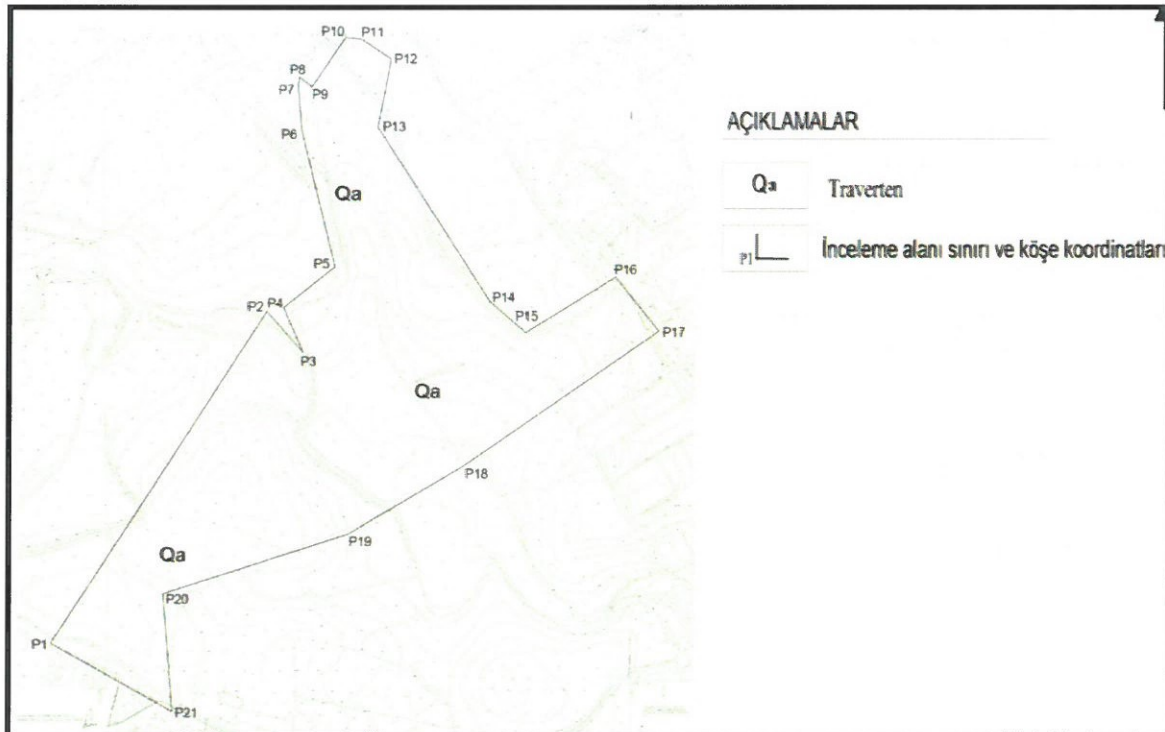 P10
P11
P12
P8
P7
P9
P6
P13
Qa
P5
P4
P2
P3
P14
P15
P16
P17
Qa
P18
P19
Qa
P20
P1
P21
AÇIKLAMALAR
Qa Traverten
P1 İnceleme alanı sınırı ve köşe koordinatları